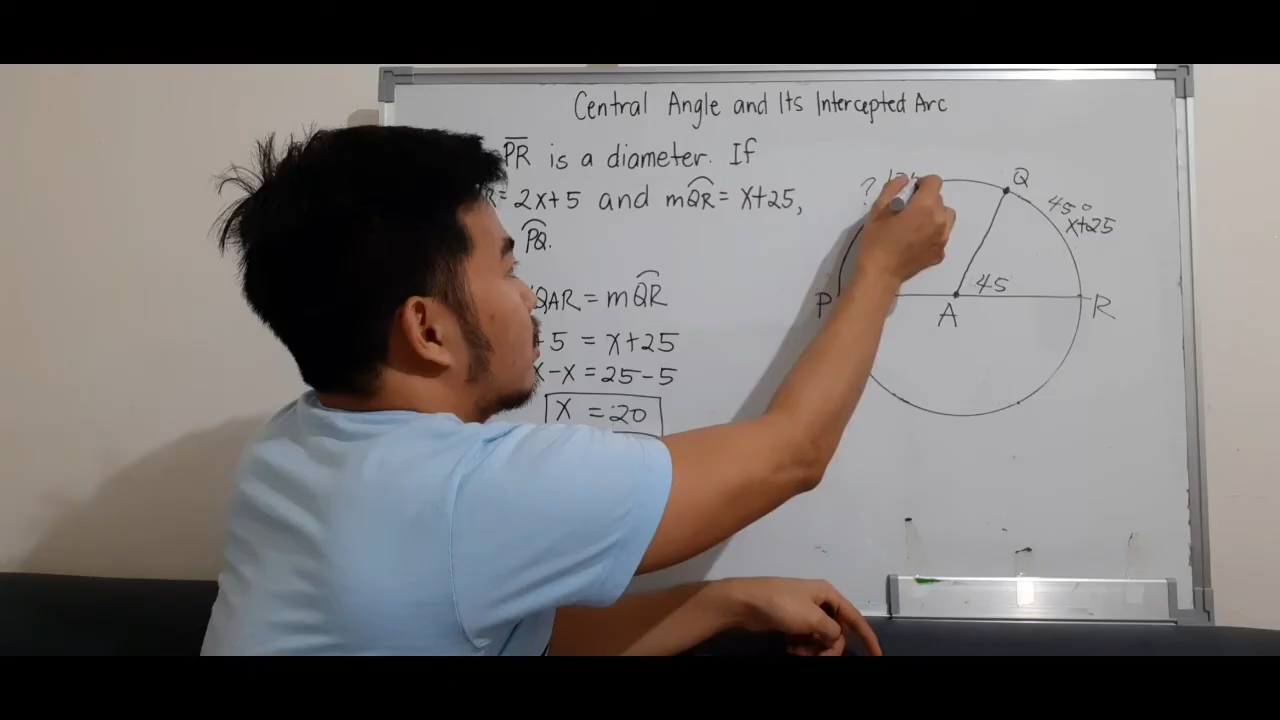 Central Angle and Its Intercepted Arc
PR is a diameter. If
R = 2x+5 and mQR = x+25,
PQ.
QAR = mQR
+5 = x+25
x-x = 25-5
x = 20
?
Q
45°
x+25
45
P
A
R